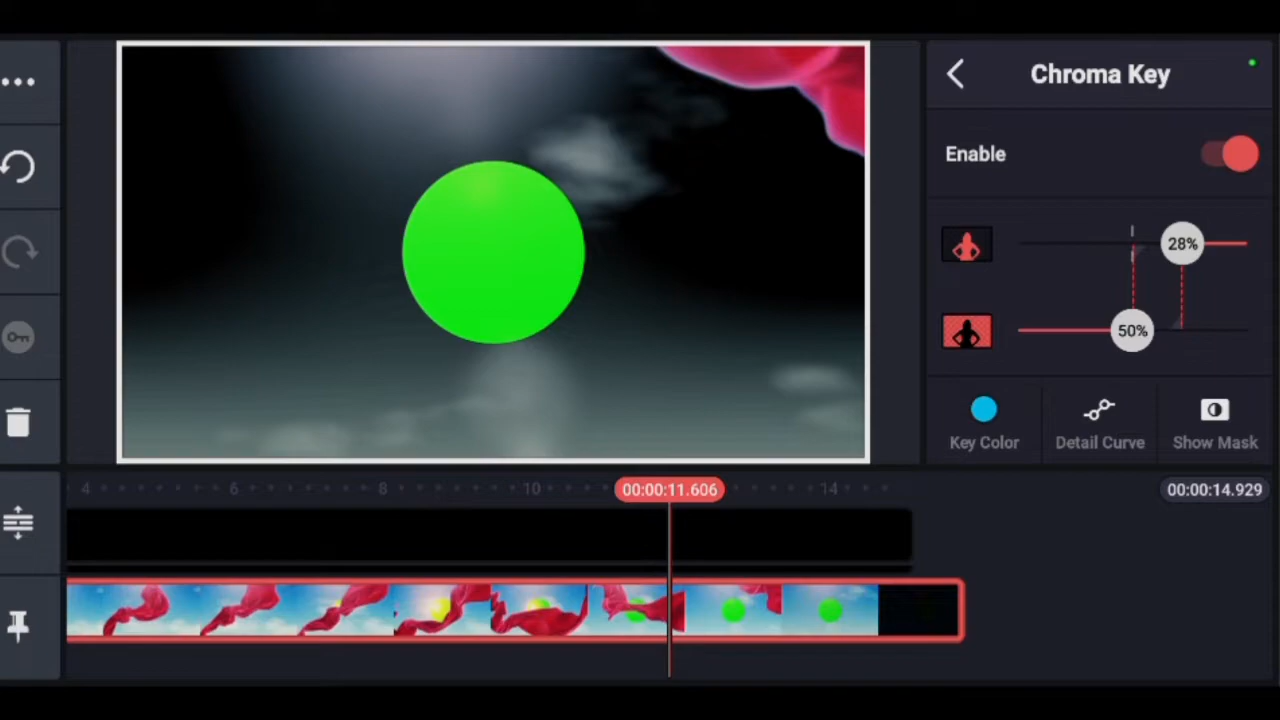 Chroma Key
Enable
28%
50%
Key Color
Detail Curve
Show Mask
4
6
8
10
00:00:11.606
14
00:00:14.929